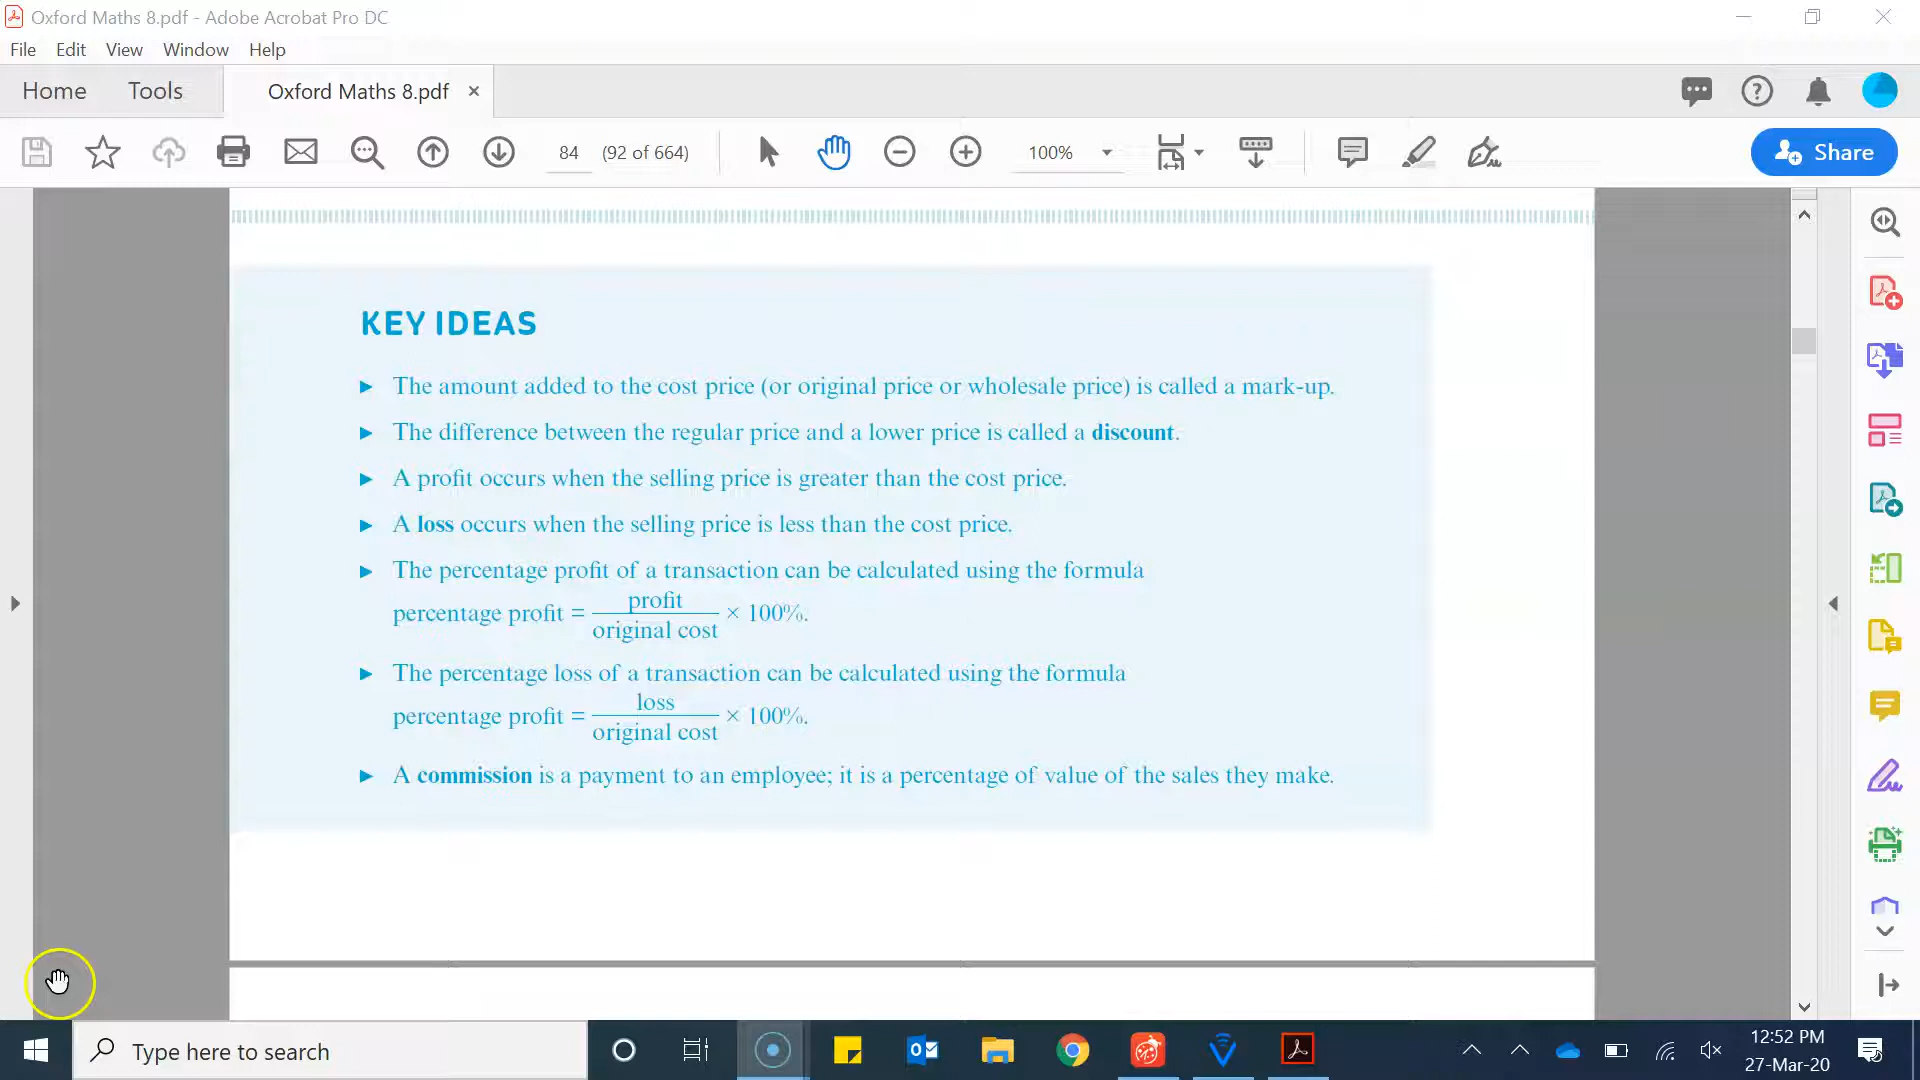 Oxford Maths 8.pdf - Adobe Acrobat Pro DC
File Edit View Window Help
Home Tools Oxford Maths 8.pdf ×
84 (92 of 664) 100% Share
KEY IDEAS
► The amount added to the cost price (or original price or wholesale price) is called a mark-up.
► The difference between the regular price and a lower price is called a discount.
► A profit occurs when the selling price is greater than the cost price.
► A loss occurs when the selling price is less than the cost price.
► The percentage profit of a transaction can be calculated using the formula
percentage profit = profit / original cost × 100%.
► The percentage loss of a transaction can be calculated using the formula
percentage profit = loss / original cost × 100%.
► A commission is a payment to an employee; it is a percentage of value of the sales they make.
Type here to search
12:52 PM
27-Mar-20